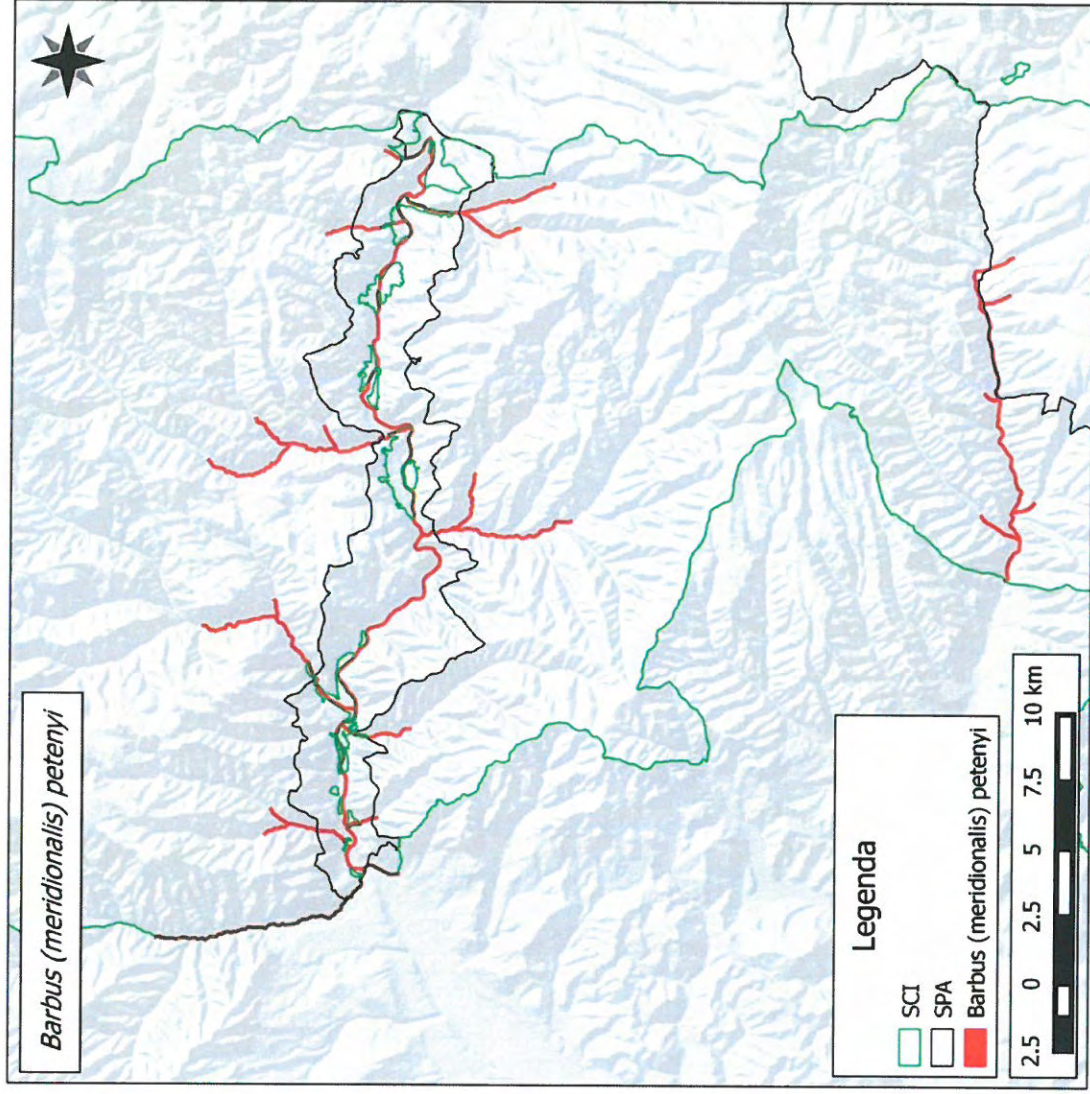 Barbus (meridionalis) petenyi
Legenda
SCI
SPA
Barbus (meridionalis) petenyi
2.5 0 2.5 5 7.5 10 km